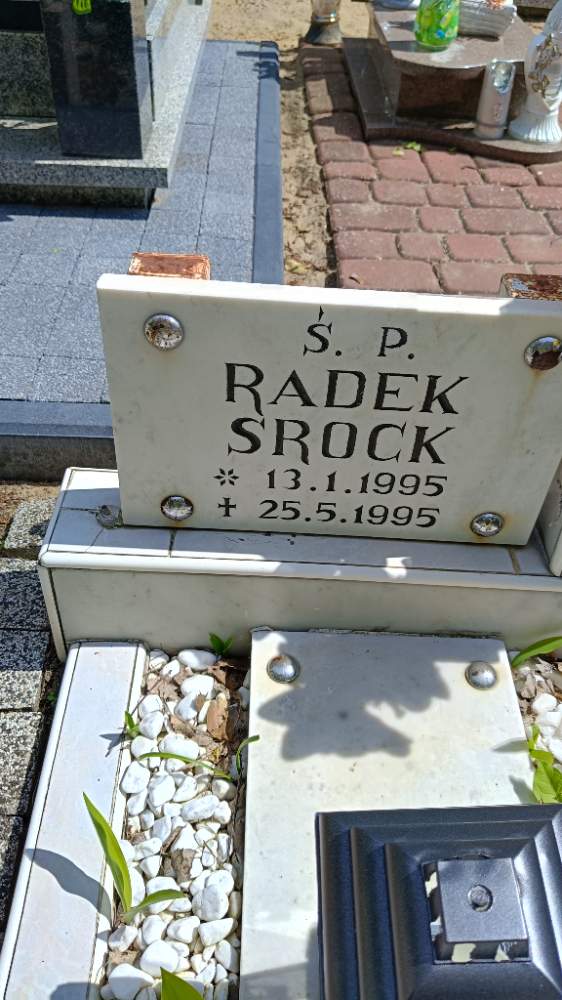 Ś. P.
RADEK
SROCK
* 13.1.1995
✝ 25.5.1995